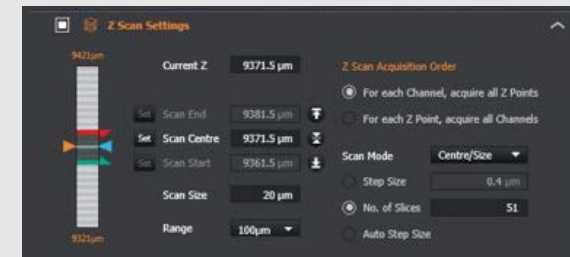 Z Scan Settings
9421µm
Current Z 9371.5 µm
Set Scan End 9381.5 µm
Set Scan Centre 9371.5 µm
Set Scan Start 9361.5 µm
Scan Size 20 µm
Range 100µm
9321µm
Z Scan Acquisition Order
For each Channel, acquire all Z Points
For each Z Point, acquire all Channels
Scan Mode Centre/Size
Step Size 0.4 µm
No. of Slices 51
Auto Step Size